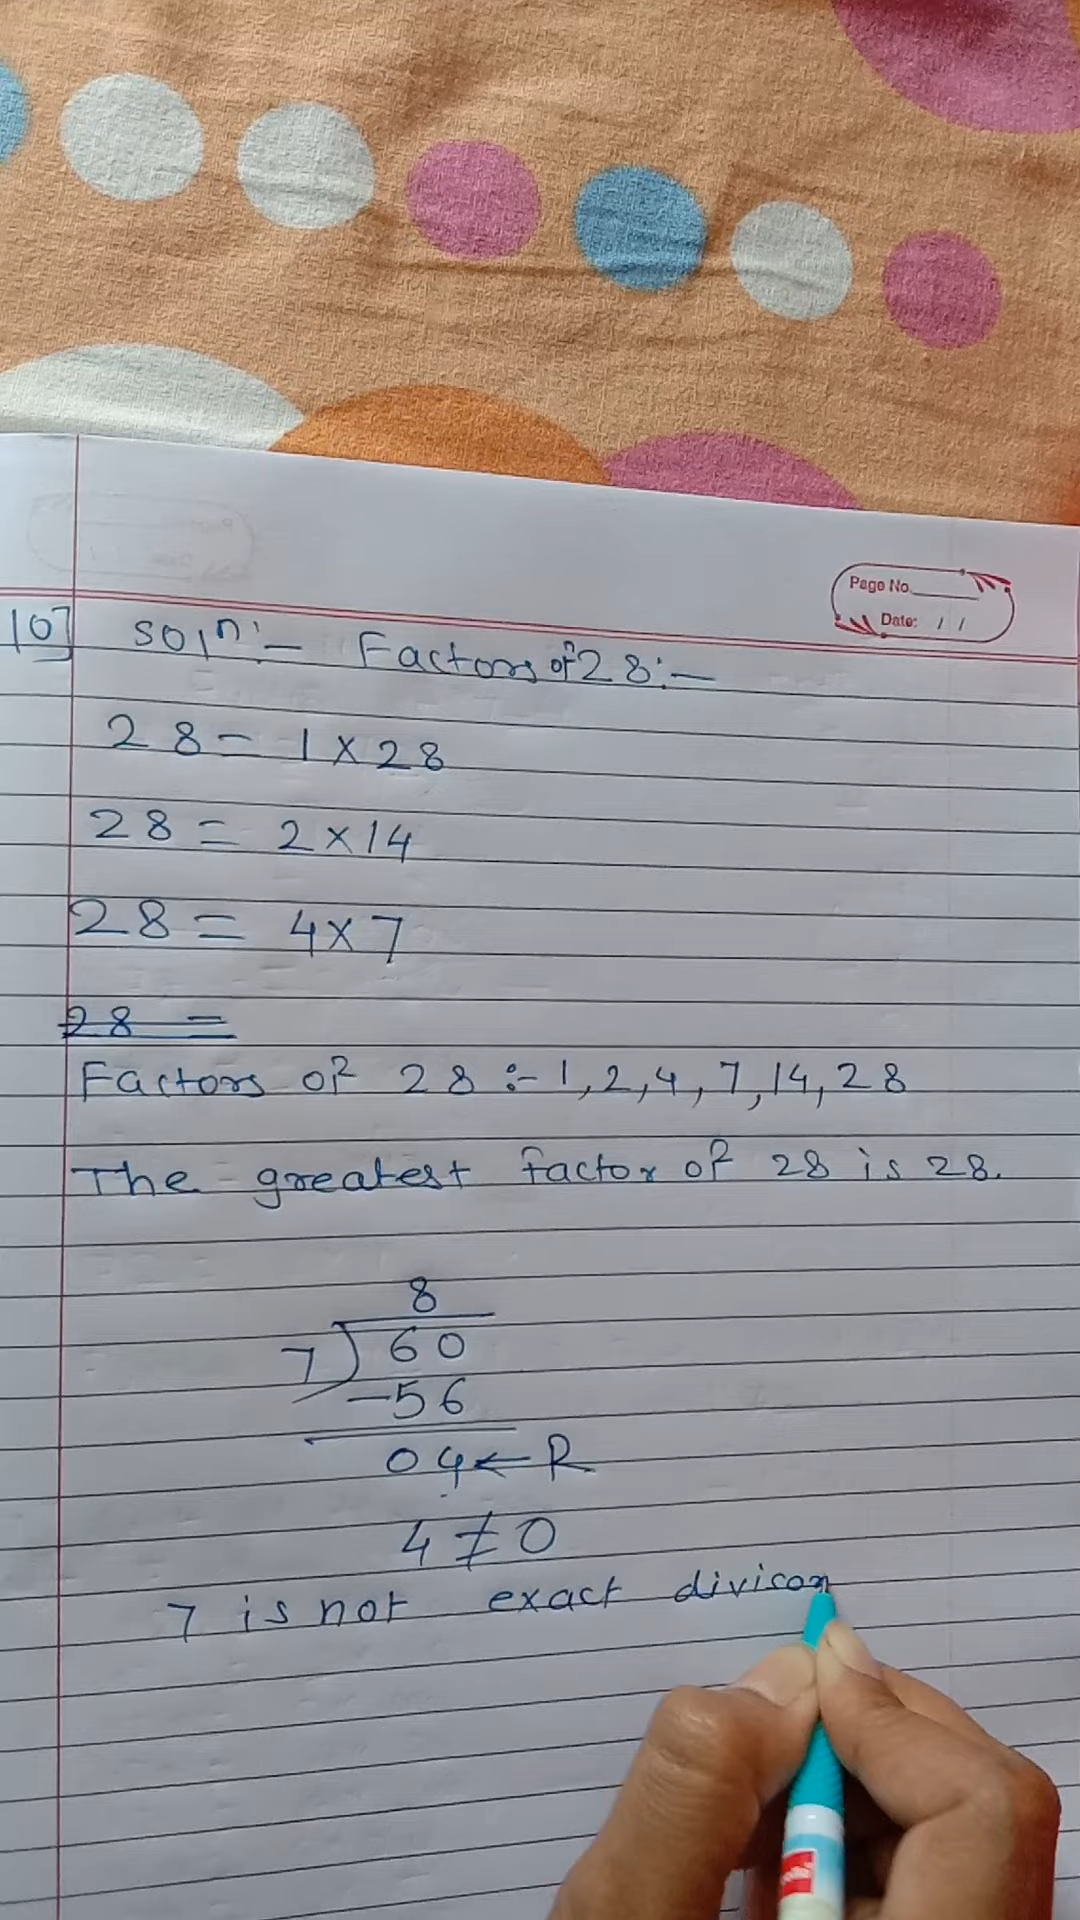 Page No.
Date: / /
10] Solⁿ:- Factors of 28:-
28 = 1 × 28
28 = 2 × 14
28 = 4 × 7
28 =
Factors of 28 :- 1, 2, 4, 7, 14, 28
The greatest factor of 28 is 28.
8
7 ) 60
-56
04 ← R
4 ≠ 0
7 is not exact divison